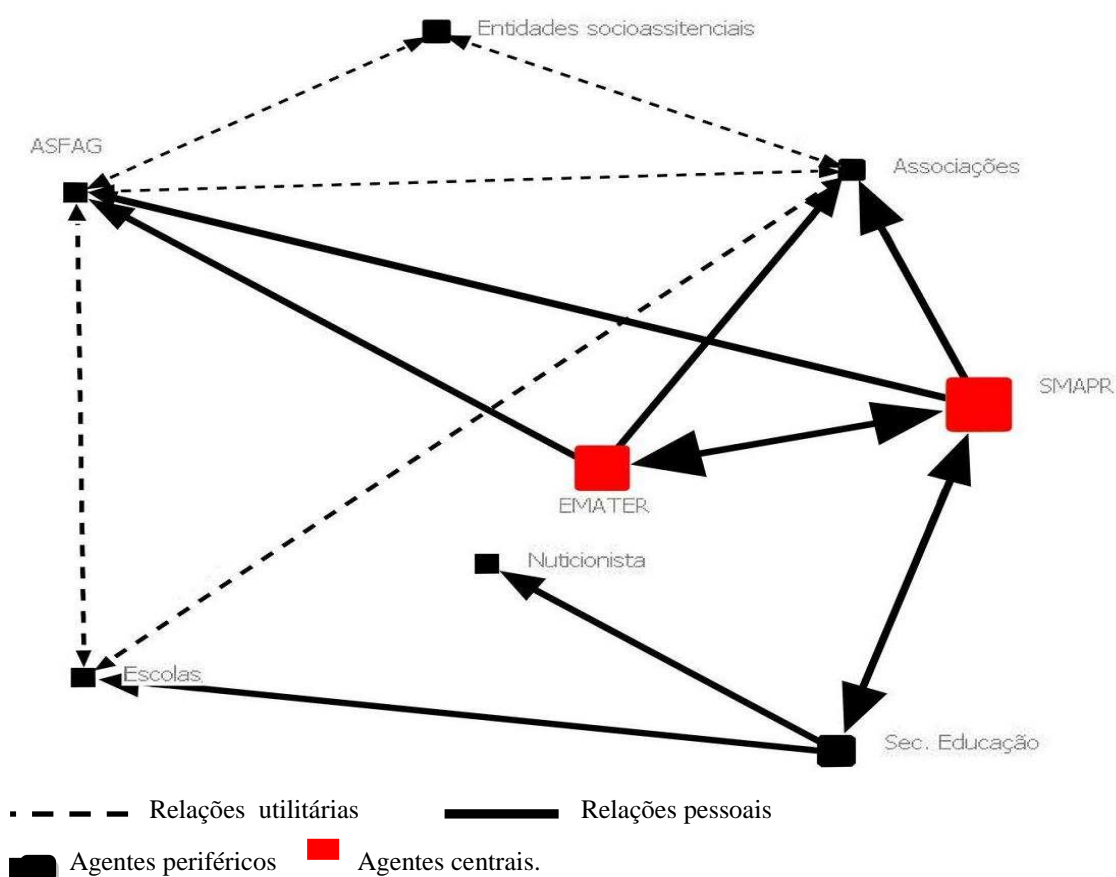 Entidades socioassitenciais
ASFAG
Associações
SMAPR
EMATER
Nuticionista
Escolas
Sec. Educação
Relações utilitárias Relações pessoais
Agentes periféricos Agentes centrais.